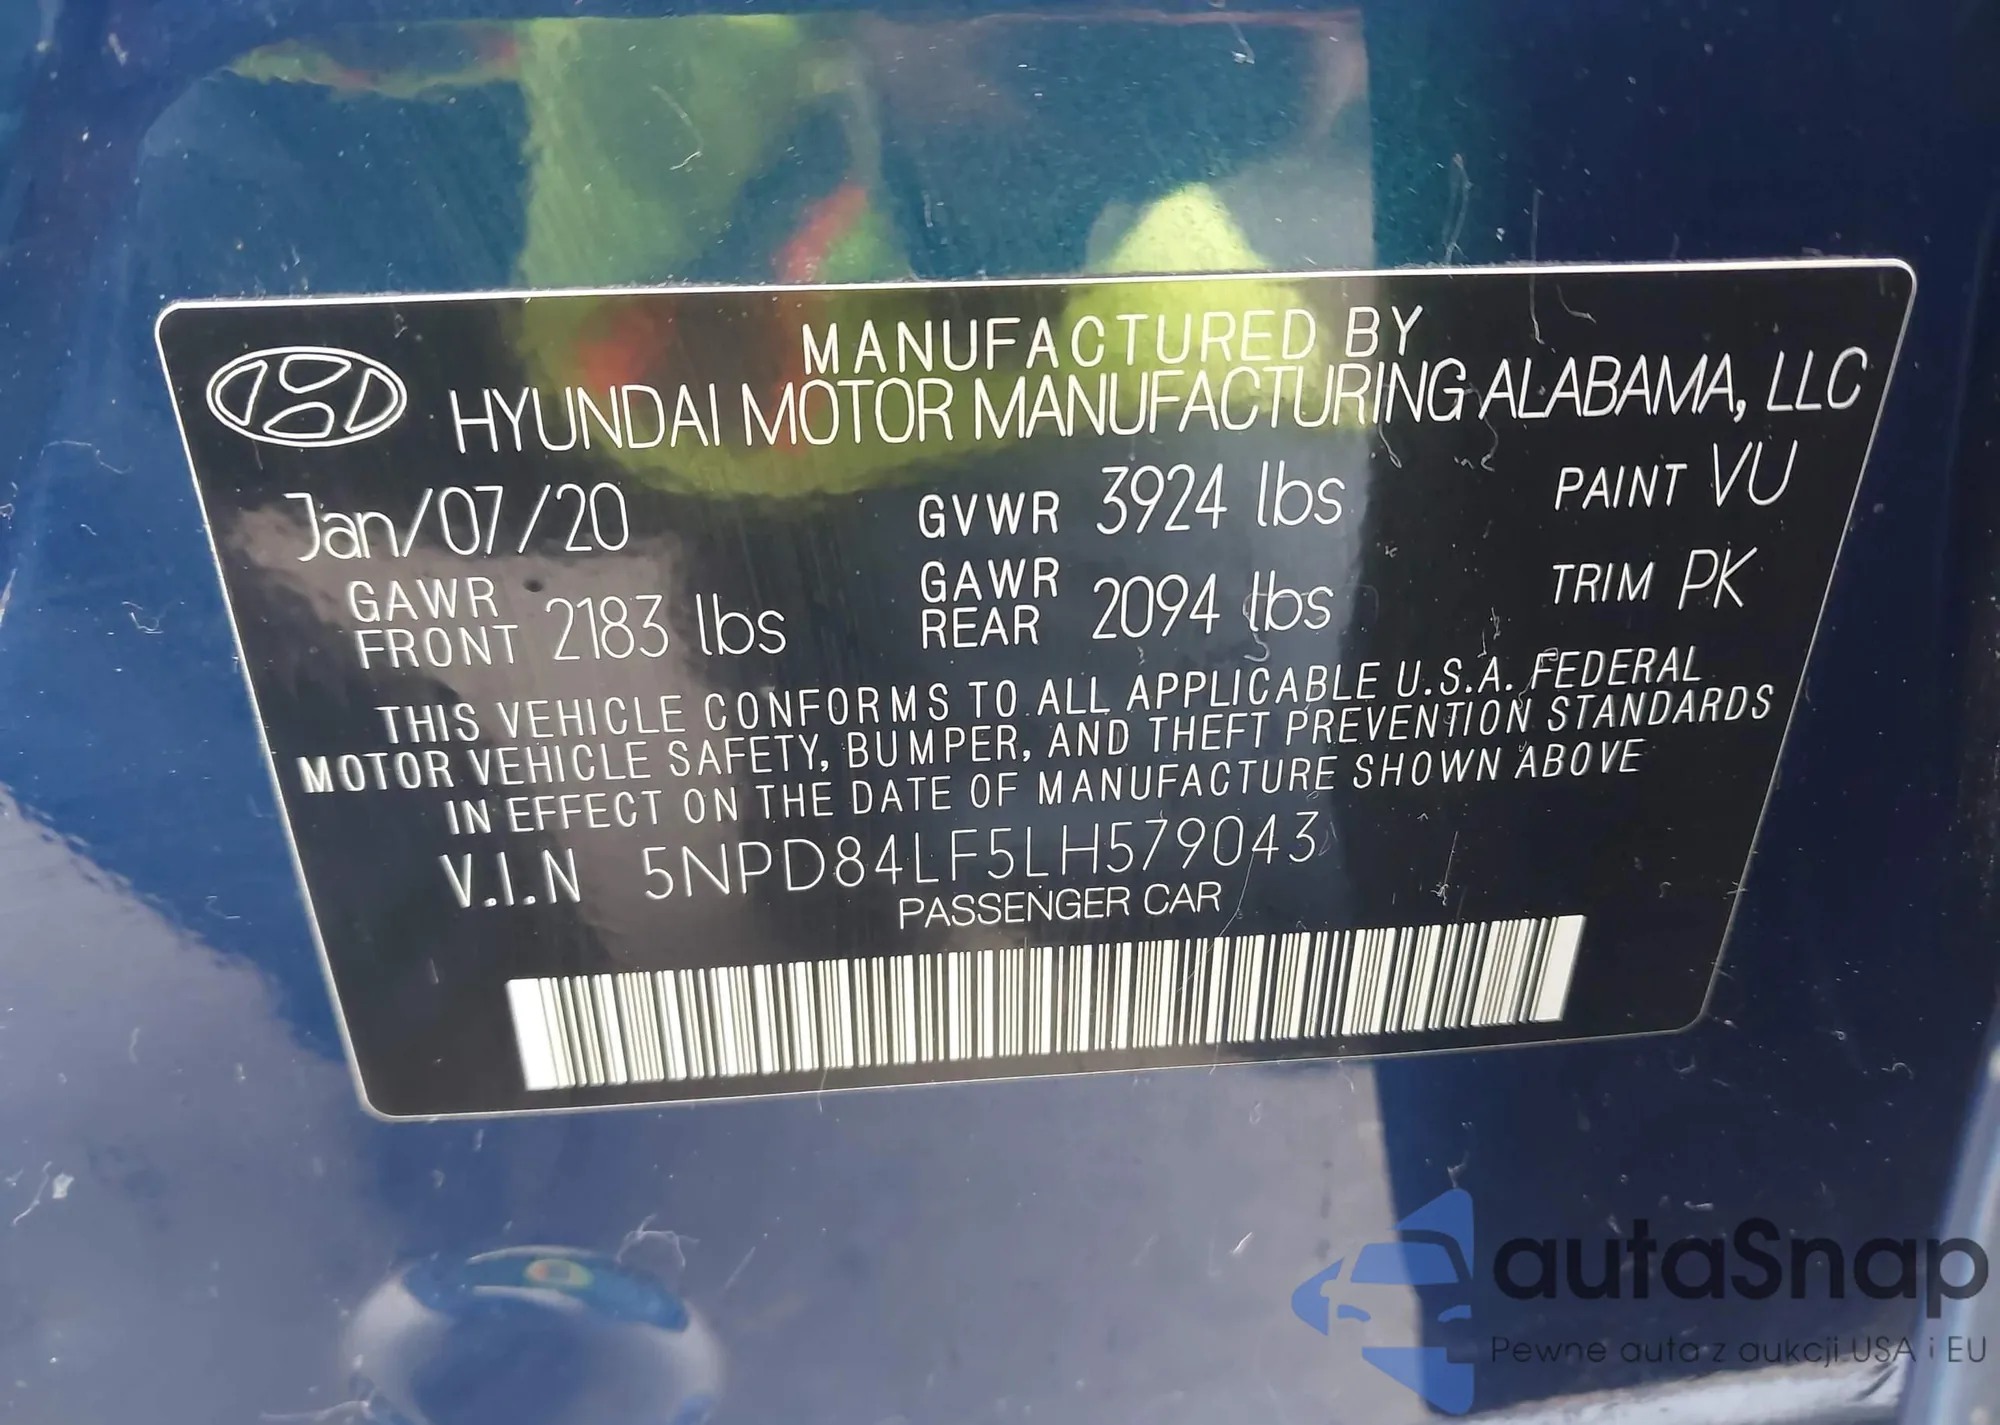 MANUFACTURED BY
HYUNDAI MOTOR MANUFACTURING ALABAMA, LLC
Jan/07/20 GVWR 3924 lbs PAINT VU
GAWR FRONT 2183 lbs GAWR REAR 2094 lbs TRIM PK
THIS VEHICLE CONFORMS TO ALL APPLICABLE U.S.A. FEDERAL
MOTOR VEHICLE SAFETY, BUMPER, AND THEFT PREVENTION STANDARDS
IN EFFECT ON THE DATE OF MANUFACTURE SHOWN ABOVE
V.I.N 5NPD84LF5LH579043
PASSENGER CAR
autaSnap
Pewne auta z aukcji USA i EU